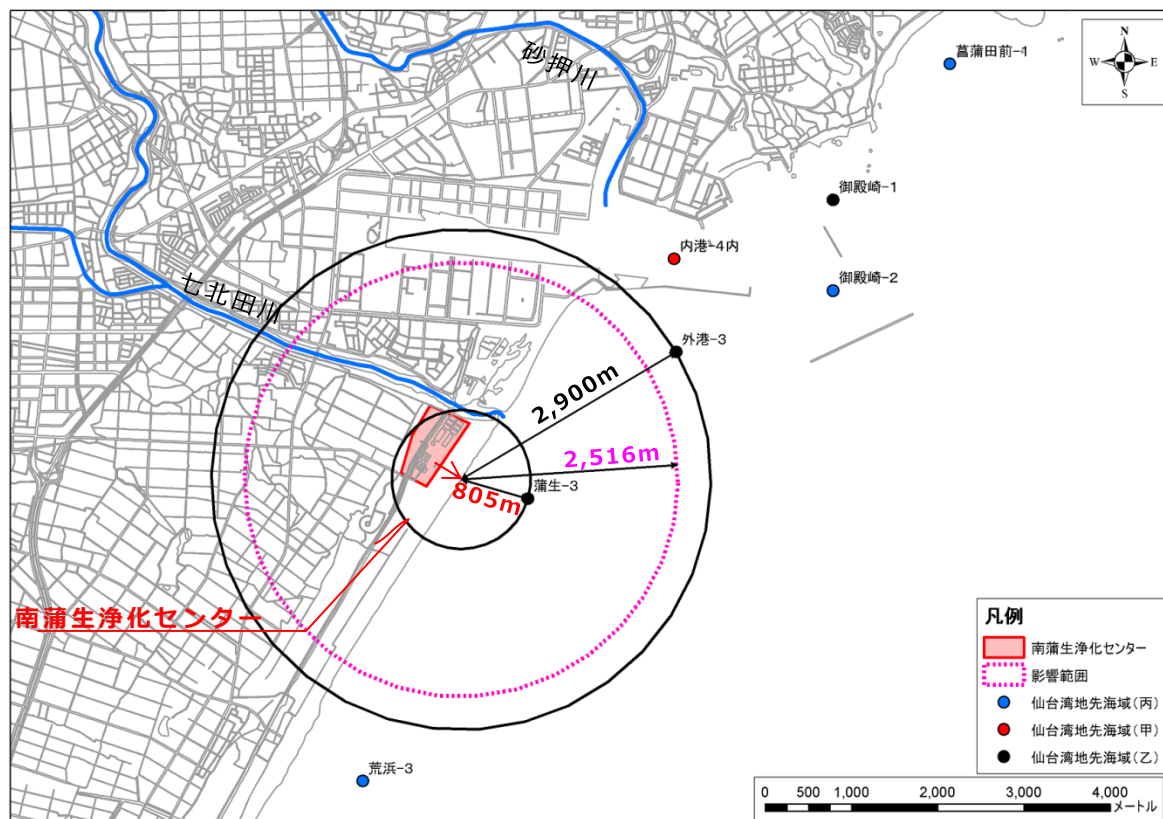 菖蒲田前-1
N
W
E
S
砂押川
御殿崎-1
内港-4内
御殿崎-2
七北田川
外港-3
2,900m
2,516m
蒲生-3
805m
南蒲生浄化センター
荒浜-3
凡例
南蒲生浄化センター
影響範囲
仙台湾地先海域(丙)
仙台湾地先海域(甲)
仙台湾地先海域(乙)
0 500 1,000 2,000 3,000 4,000
メートル